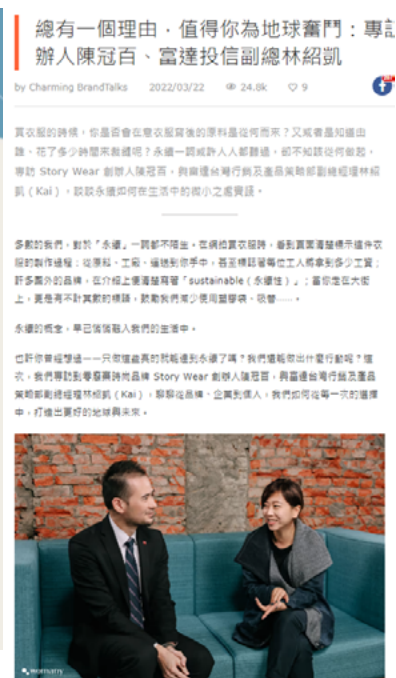 總有一個理由,值得你為地球奮鬥:專訪
辦人陳冠百、富達投信副總林紹凱
by Charming BrandTalks 2022/03/22 24.8k 9
買衣服的時候,你是否會在意衣服背後的原料是從何而來?又或者是知道由
誰、花了多少時間來裁縫呢?永續一詞或許人人都聽過,卻不知該從何做起。
專訪 Story Wear 創辦人陳冠百,與富達台灣行銷及產品策略部副總經理林紹
凱(Kai),談談永續如何在生活中的微小之處實踐。
多數的我們,對於「永續」一詞都不陌生。在網拍買衣服時,看到頁面清楚標示這件衣
服的製作過程:從原料、工廠、運送到你手中,甚至標註著每位工人將拿到多少工資;
許多國外的品牌,在介紹上便清楚寫著「sustainable(永續性)」;當你走在大街
上,更是有不計其數的標語,鼓勵我們減少使用塑膠袋、吸管……。
永續的概念,早已悄悄融入我們的生活中。
也許你曾經想過——只做這些真的就能達到永續了嗎?我們還能做出什麼行動呢?這
次,我們專訪到零廢棄時尚品牌 Story Wear 創辦人陳冠百,與富達台灣行銷及產品
策略部副總經理林紹凱(Kai),聊聊從品牌、企業到個人,我們如何從每一次的選擇
中,打造出更好的地球與未來。
womany